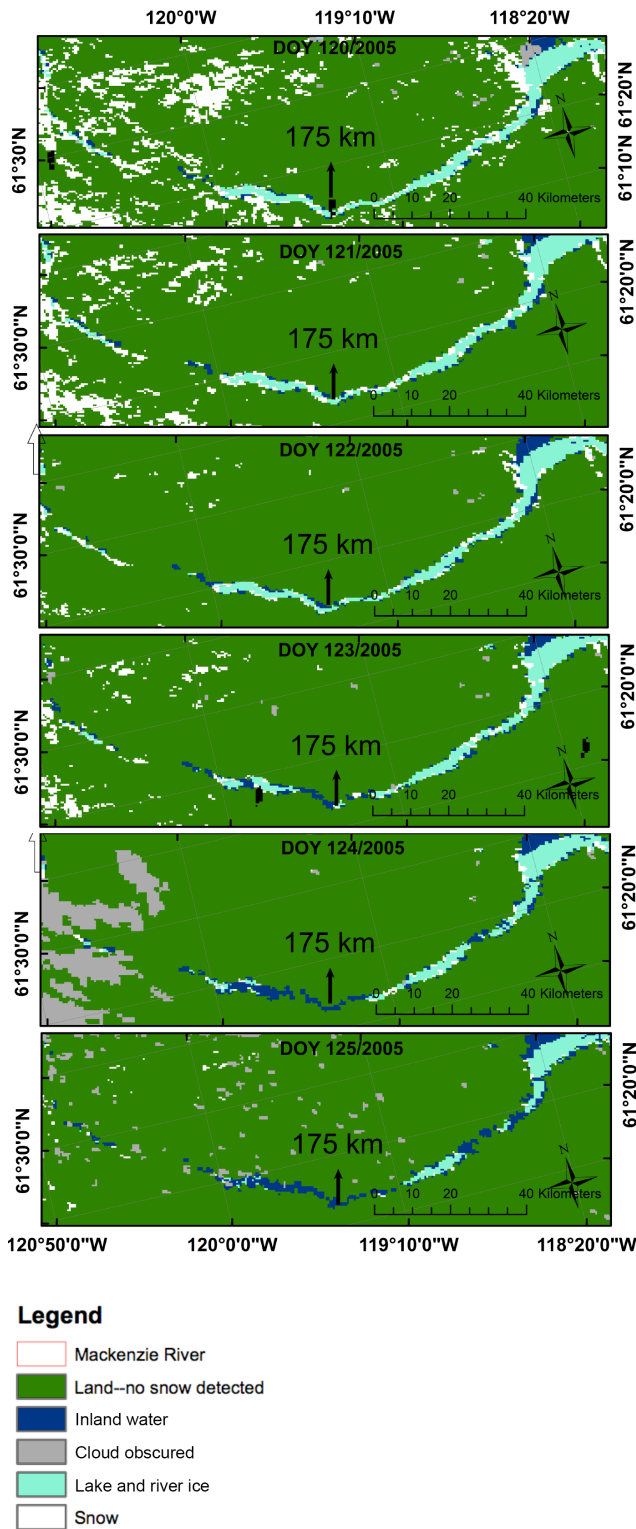 120°0'W 119°10'W 118°20'W
DOY 120/2005
175 km
N
0 10 20 40 Kilometers
61°30'N
61°20'N
61°10'N
DOY 121/2005
175 km
N
0 10 20 40 Kilometers
61°30'0"N
61°20'0"N
DOY 122/2005
175 km
N
0 10 20 40 Kilometers
61°30'0"N
61°20'0"N
DOY 123/2005
175 km
N
0 10 20 40 Kilometers
61°30'0"N
61°20'0"N
DOY 124/2005
175 km
N
0 10 20 40 Kilometers
61°30'0"N
61°20'0"N
DOY 125/2005
175 km
N
0 10 20 40 Kilometers
61°30'0"N
61°20'0"N
120°50'0"W 120°0'0"W 119°10'0"W 118°20'0"W
Legend
Mackenzie River
Land--no snow detected
Inland water
Cloud obscured
Lake and river ice
Snow